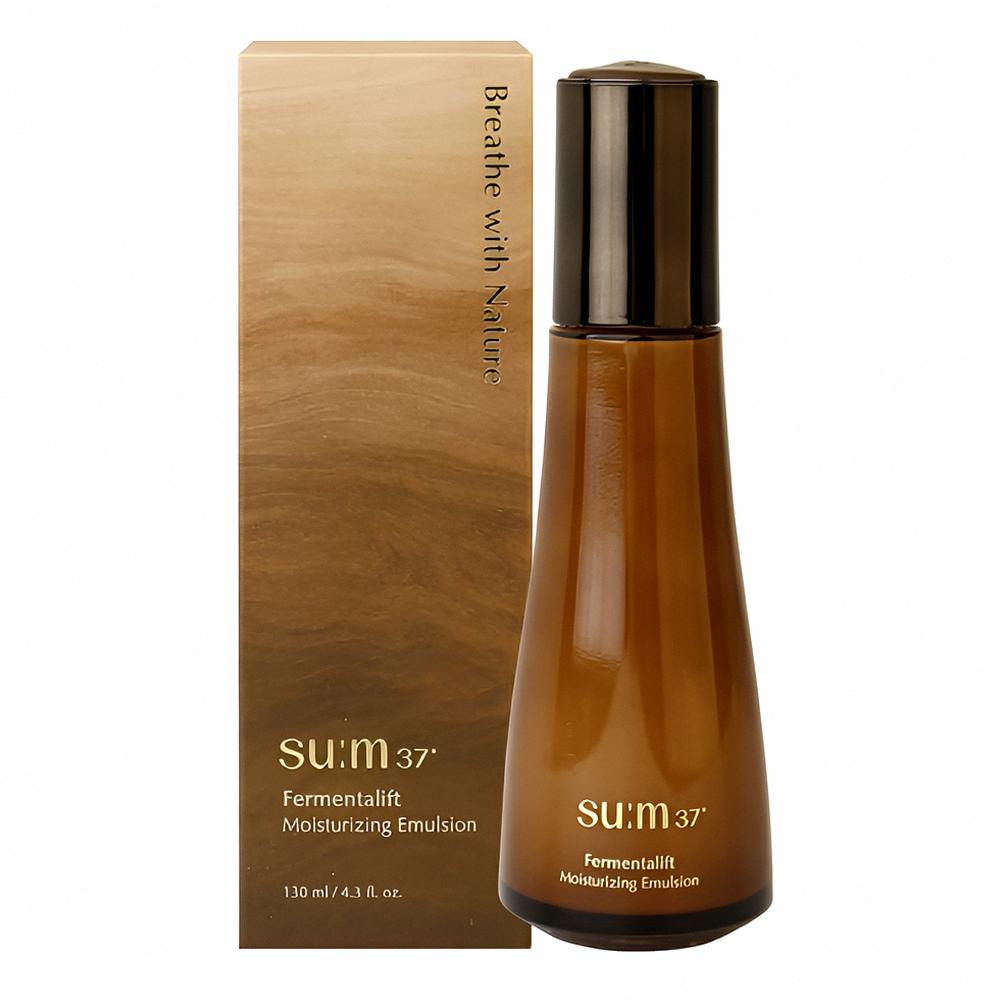 Breathe with Nature
su:m 37°
Fermentalift
Moisturizing Emulsion
130 ml / 4.3 fl. oz.
su:m 37°
Fermentalift
Moisturizing Emulsion